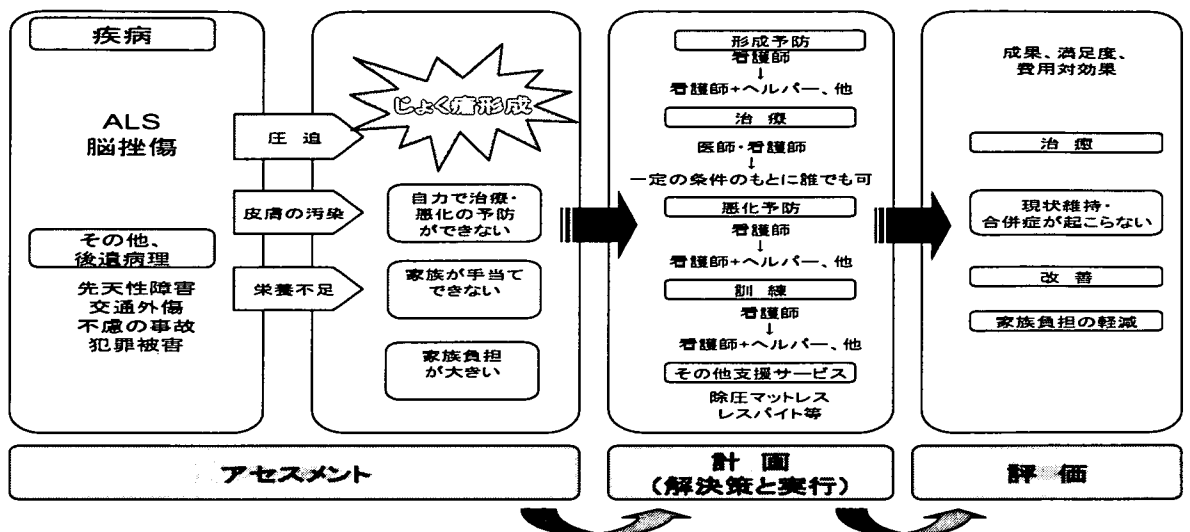 疾病
ALS
脳挫傷
その他、
後遺病理
先天性障害
交通外傷
不慮の事故
犯罪被害
圧 迫
皮膚の汚染
栄養不足
じょく瘡形成
自力で治療・
悪化の予防
ができない
家族が手当て
できない
家族負担
が大きい
形成予防
看護師
↓
看護師+ヘルパー、他
治 療
医師・看護師
↓
一定の条件のもとに誰でも可
悪化予防
看護師
↓
看護師+ヘルパー、他
訓 練
看護師
↓
看護師+ヘルパー、他
その他支援サービス
除圧マットレス
レスパイト等
成果、満足度、
費用対効果
治 癒
現状維持・
合併症が起こらない
改 善
家族負担の軽減
アセスメント
計 画
(解決策と実行)
評 価